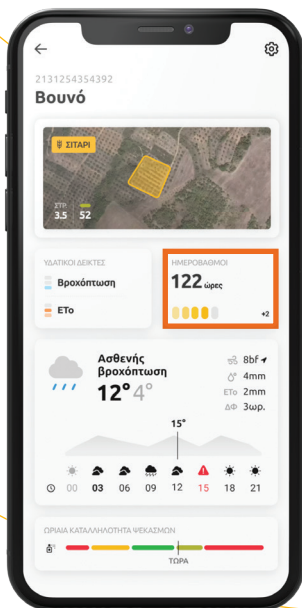 2131254354392
Βουνό
ΣΙΤΑΡΙ
ΣΤΡ.
3.5 52
ΥΔΑΤΙΚΟΙ ΔΕΙΚΤΕΣ
Βροχόπτωση
ETo
ΗΜΕΡΟΒΑΘΜΟΙ
122 ώρες
+2
Ασθενής
βροχόπτωση
12° 4°
8bf
4mm
ETo 2mm
ΔΦ 3ωρ.
15°
00 03 06 09 12 15 18 21
ΩΡΙΑΙΑ ΚΑΤΑΛΛΗΛΟΤΗΤΑ ΨΕΚΑΣΜΩΝ
ΤΩΡΑ